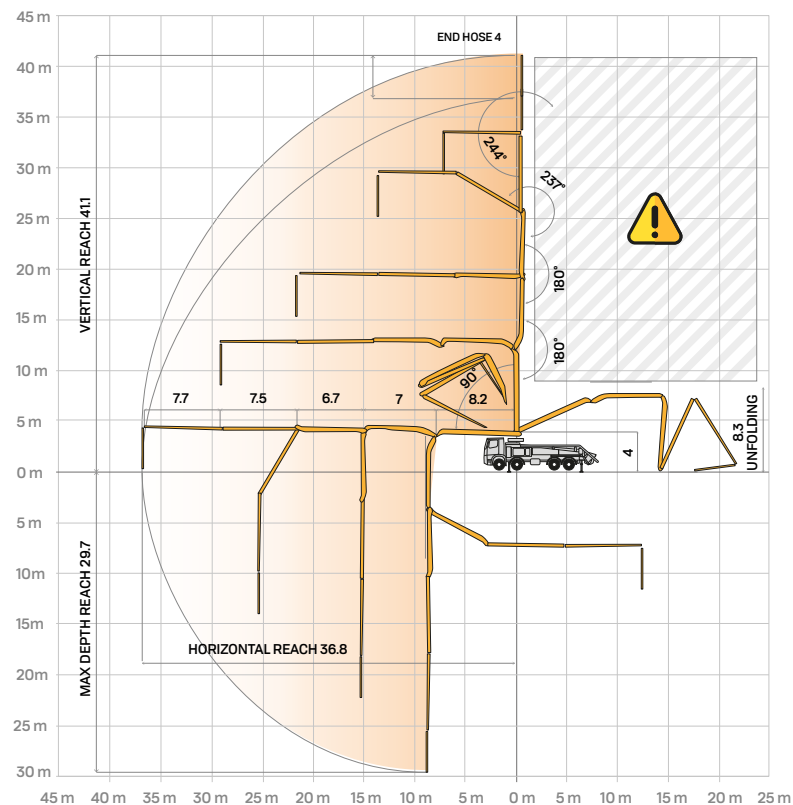 45 m
END HOSE 4
40 m
35 m
244°
30 m
237°
25 m
VERTICAL REACH 41.1
20 m
180°
15 m
180°
10 m
90°
7.7 7.5 6.7 7 8.2
5 m
8.3
UNFOLDING
4
0 m
5 m
10m
MAX DEPTH REACH 29.7
15 m
HORIZONTAL REACH 36.8
20 m
25 m
30 m
45 m 40 m 35 m 30 m 25 m 20 m 15 m 10 m 5 m 0 m 5 m 10 m 15 m 20 m 25 m